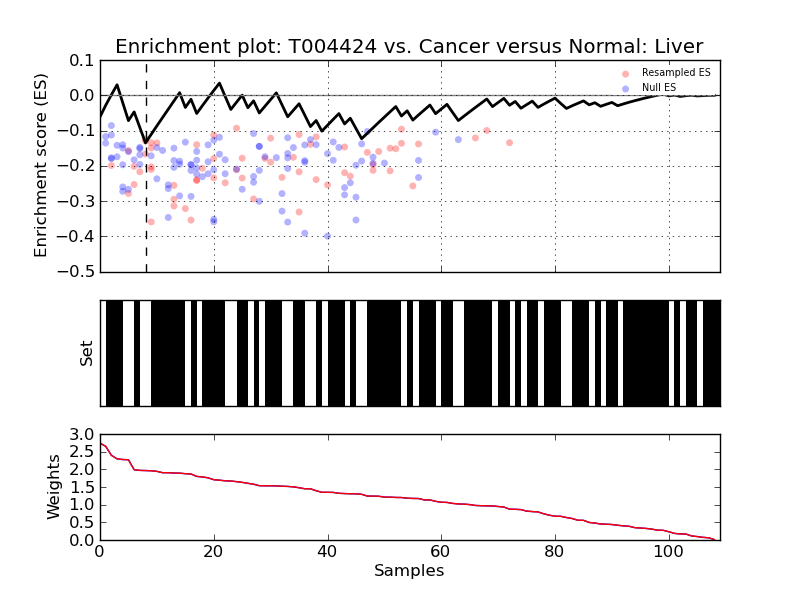 Enrichment plot: T004424 vs. Cancer versus Normal: Liver
Enrichment score (ES)
0.1
0.0
−0.1
−0.2
−0.3
−0.4
−0.5
Resampled ES
Null ES
Set
Weights
3.0
2.5
2.0
1.5
1.0
0.5
0.0
0 20 40 60 80 100
Samples